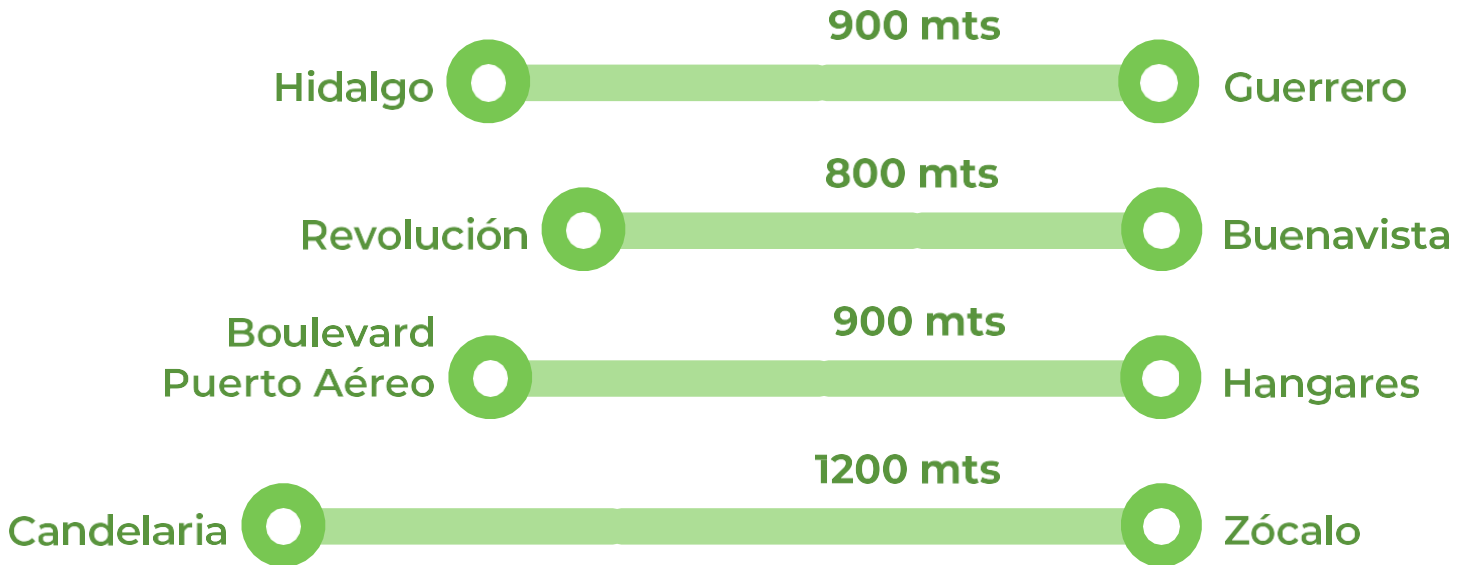 900 mts
Hidalgo
Guerrero
800 mts
Revolución
Buenavista
900 mts
Boulevard
Puerto Aéreo
Hangares
1200 mts
Candelaria
Zócalo